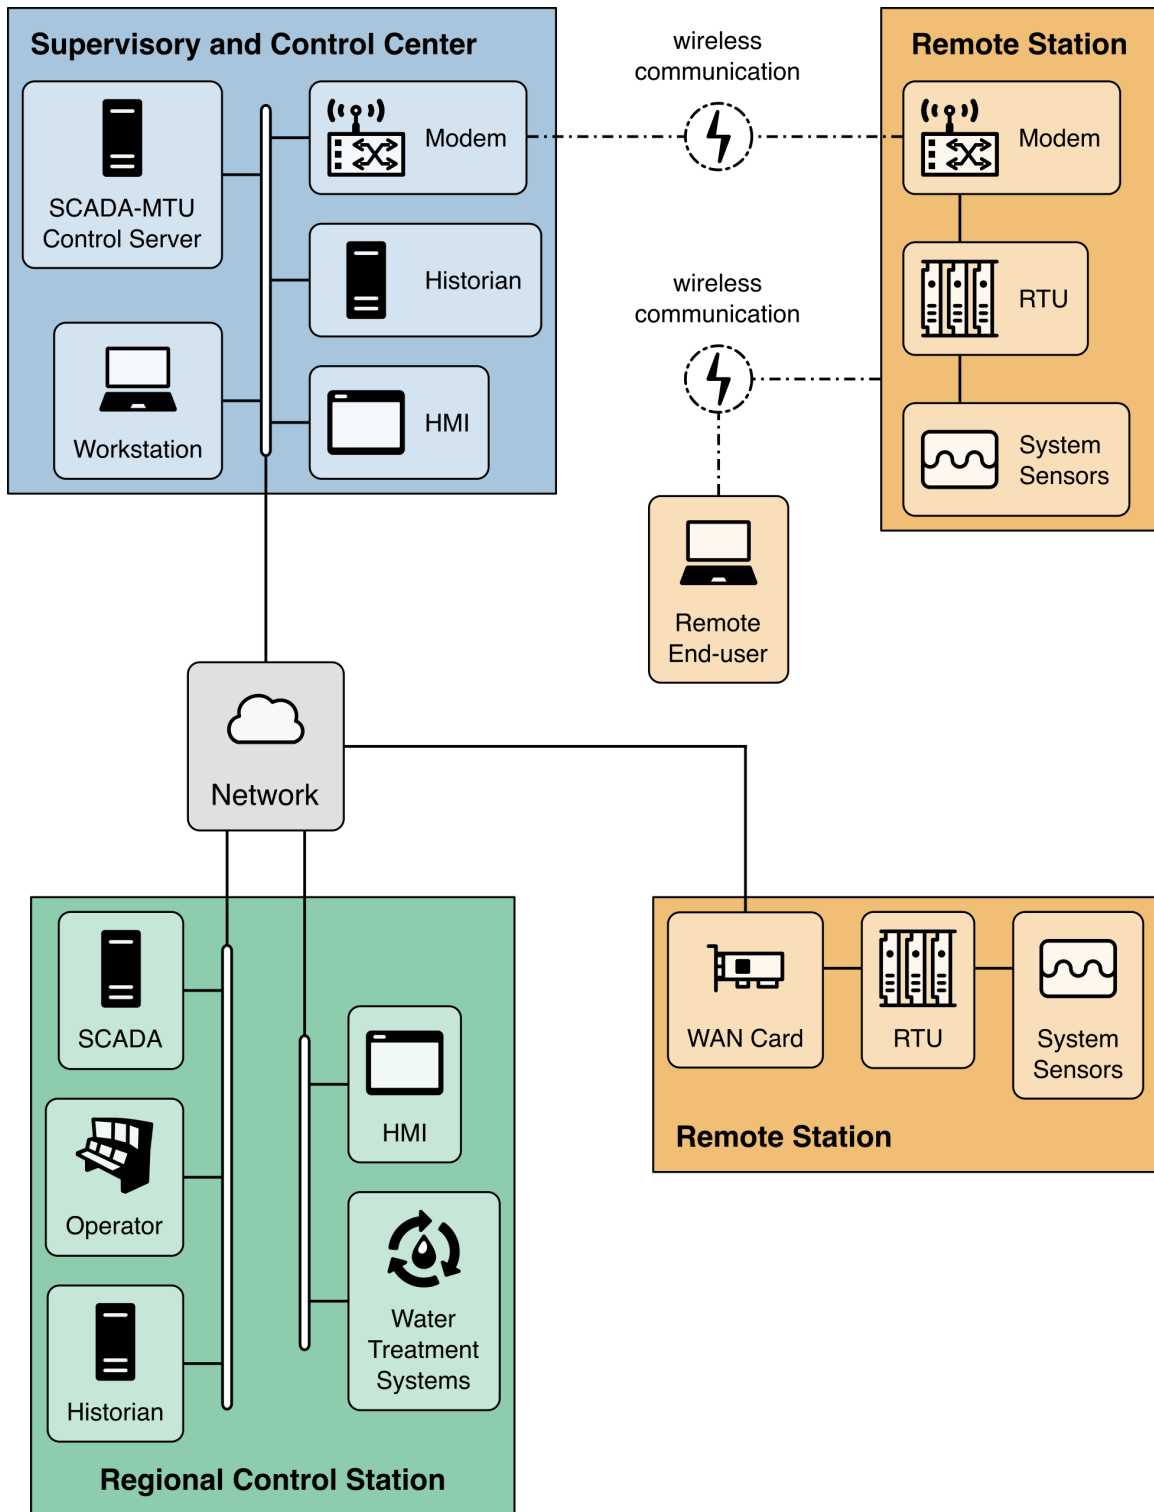 Supervisory and Control Center
SCADA-MTU
Control Server
Modem
Historian
Workstation
HMI
wireless
communication
wireless
communication
Remote Station
Modem
RTU
System
Sensors
Remote
End-user
Network
SCADA
Operator
Historian
HMI
Water
Treatment
Systems
Regional Control Station
WAN Card
RTU
System
Sensors
Remote Station